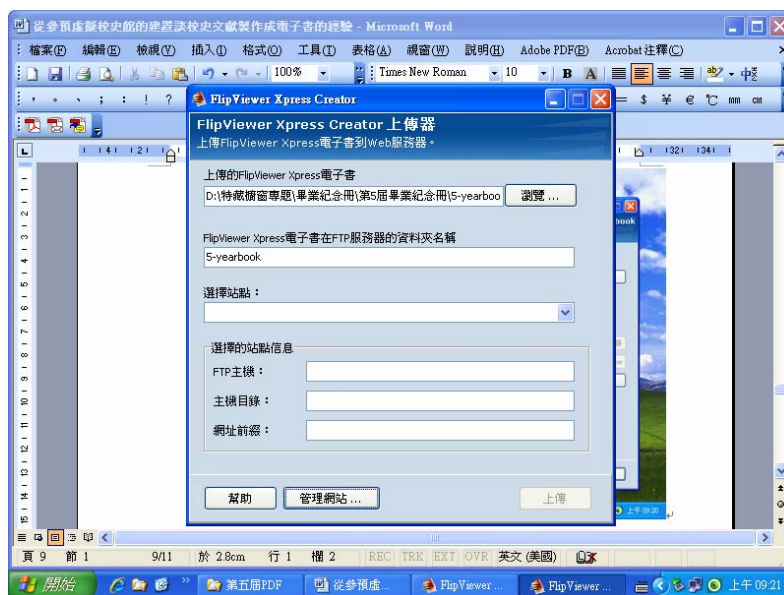 從參預虛擬校史館的建置談校史文獻製作成電子書的經驗 - Microsoft Word
檔案(F) 編輯(E) 檢視(V) 插入(I) 格式(O) 工具(T) 表格(A) 視窗(W) 說明(H) Adobe PDF(B) Acrobat 注釋(C)
100% Times New Roman 10 B A
FlipViewer Xpress Creator
$ ¥ € ℃ mm cm
FlipViewer Xpress Creator 上傳器
上傳FlipViewer Xpress電子書到Web服務器。
上傳的FlipViewer Xpress電子書
D:\特藏櫥窗專題\畢業紀念冊\第5屆畢業紀念冊\5-yearboo 瀏覽 ...
FlipViewer Xpress電子書在FTP服務器的資料夾名稱
5-yearbook
選擇站點：
選擇的站點信息
FTP主機：
主機目錄：
網址前綴：
幫助 管理網站 ... 上傳
上午 09:20
頁 9 節 1 9/11 於 2.8cm 行 1 欄 2 REC TRK EXT OVR 英文 (美國)
開始 第五屆PDF 從參預虛... FlipViewer ... FlipViewer ... 上午 09:21